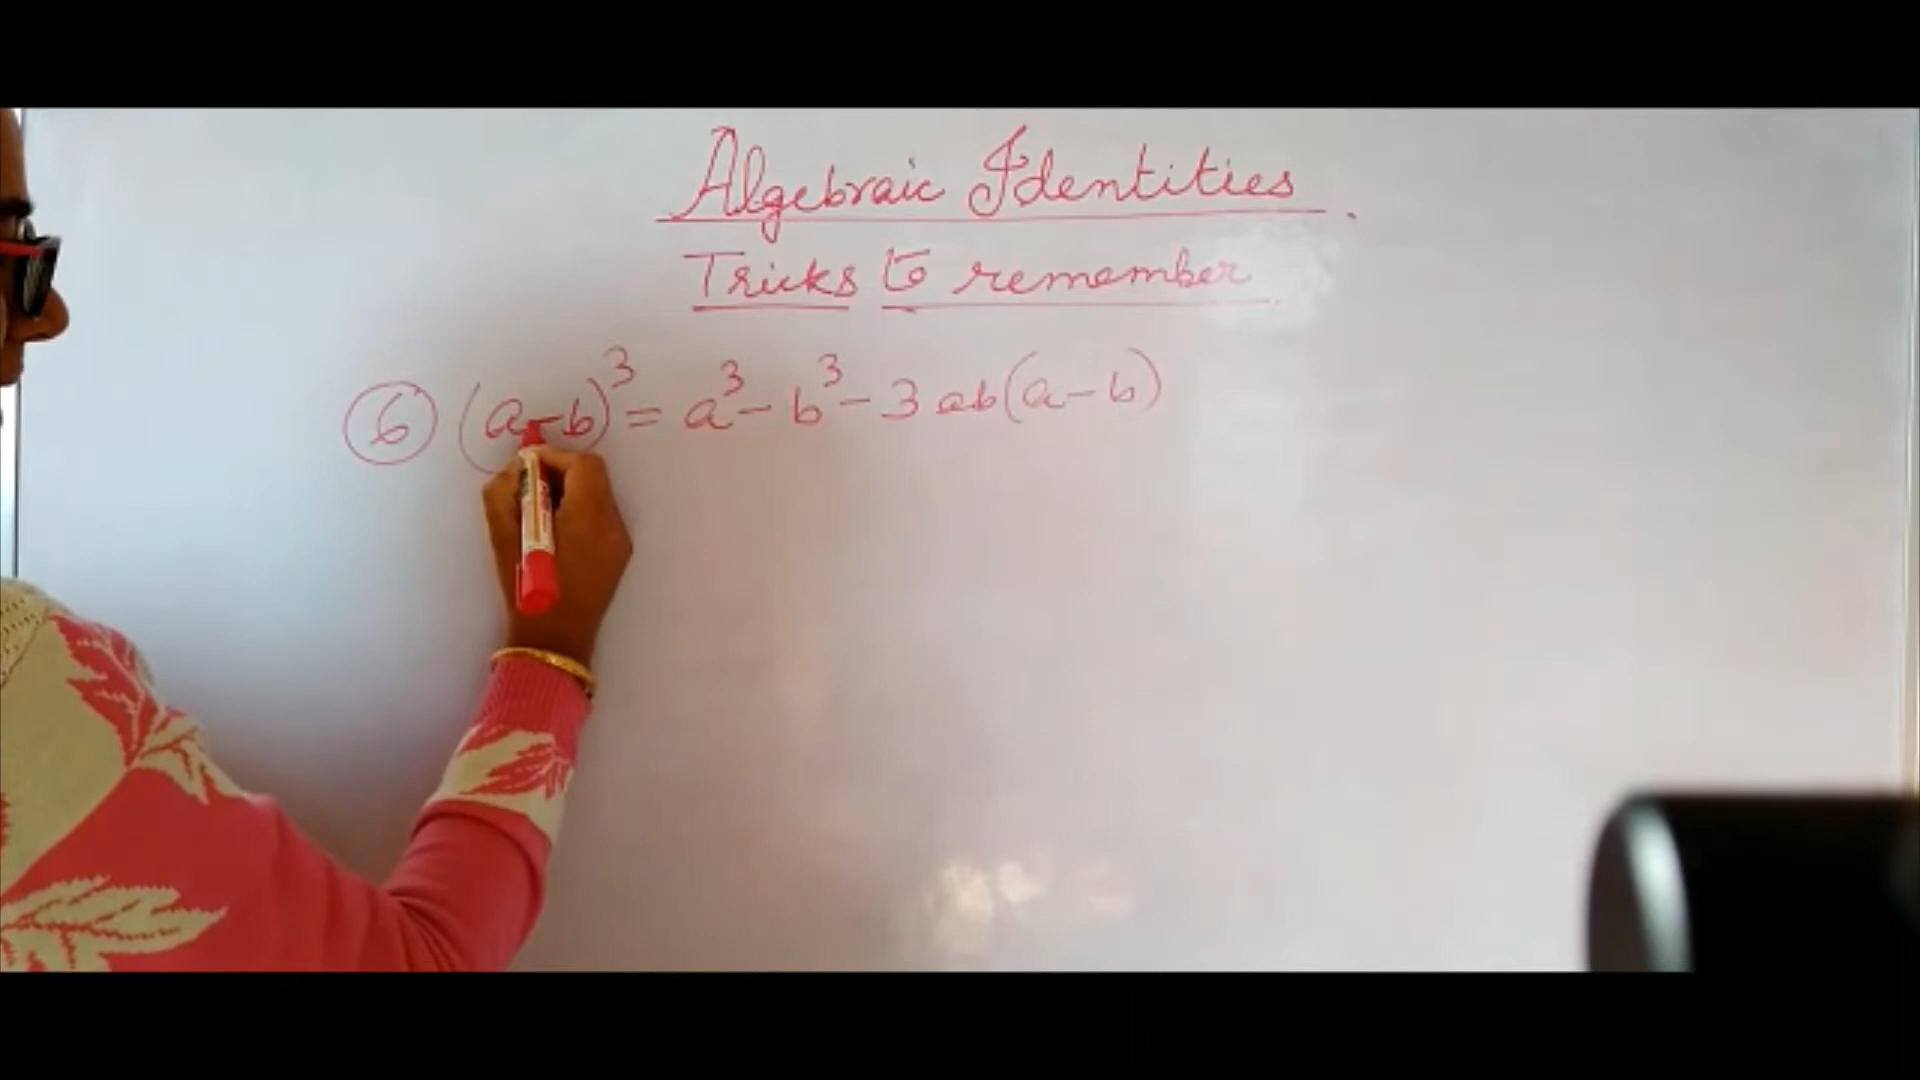 Algebraic Identities.
Tricks to remember.
⑥ (a-b)³ = a³ - b³ - 3ab(a-b)